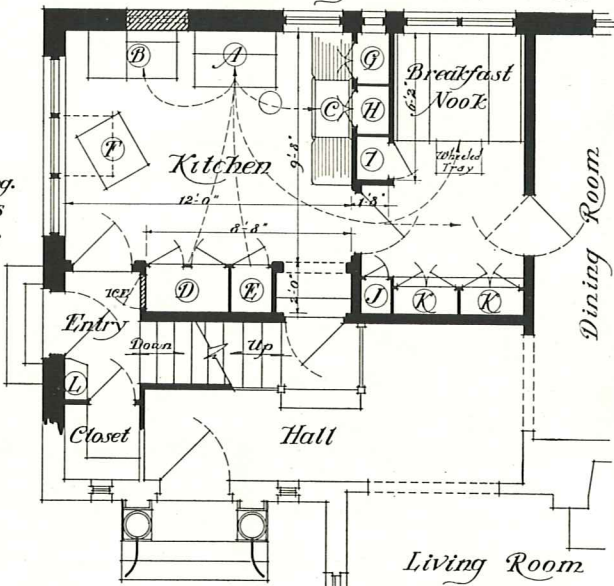 B
A
G
Breakfast
Nook
6'-2"
C
H
F
Kitchen
9'-8"
I
Wheeled
Tray
g.
s
12'-0"
1'-8"
8'-8"
Dining Room
ICE
D
E
2'-0"
J
K
K
Entry
Down
Up
L
Closet
Hall
Living Room